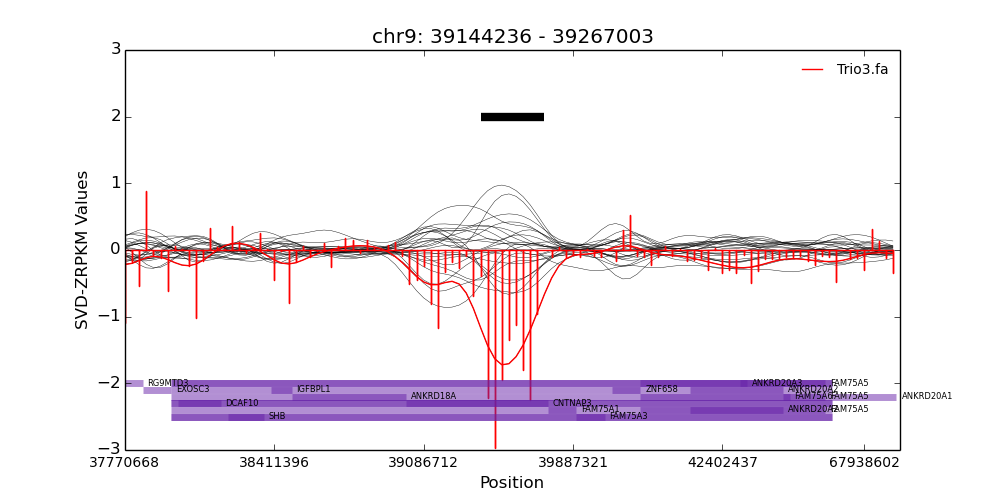 chr9: 39144236 - 39267003
Trio3.fa
3
2
1
0
−1
−2
−3
SVD-ZRPKM Values
RG9MTD3 ANKRD20A3 FAM75A5
EXOSC3 ZNF658 ANKRD20A2
IGFBPL1 ANKRD18A FAM75A6 FAM75A5 ANKRD20A1
DCAF10 CNTNAP3
FAM75A1 ANKRD20A2 FAM75A5
SHB FAM75A3
37770668 38411396 39086712 39887321 42402437 67938602
Position